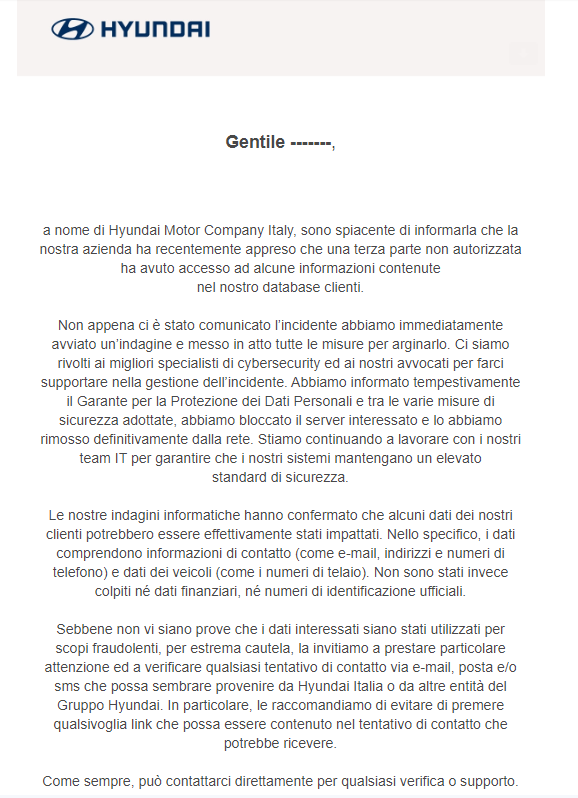 HYUNDAI
Gentile -------,
a nome di Hyundai Motor Company Italy, sono spiacente di informarla che la
nostra azienda ha recentemente appreso che una terza parte non autorizzata
ha avuto accesso ad alcune informazioni contenute
nel nostro database clienti.
Non appena ci è stato comunicato l’incidente abbiamo immediatamente
avviato un’indagine e messo in atto tutte le misure per arginarlo. Ci siamo
rivolti ai migliori specialisti di cybersecurity ed ai nostri avvocati per farci
supportare nella gestione dell’incidente. Abbiamo informato tempestivamente
il Garante per la Protezione dei Dati Personali e tra le varie misure di
sicurezza adottate, abbiamo bloccato il server interessato e lo abbiamo
rimosso definitivamente dalla rete. Stiamo continuando a lavorare con i nostri
team IT per garantire che i nostri sistemi mantengano un elevato
standard di sicurezza.
Le nostre indagini informatiche hanno confermato che alcuni dati dei nostri
clienti potrebbero essere effettivamente stati impattati. Nello specifico, i dati
comprendono informazioni di contatto (come e-mail, indirizzi e numeri di
telefono) e dati dei veicoli (come i numeri di telaio). Non sono stati invece
colpiti né dati finanziari, né numeri di identificazione ufficiali.
Sebbene non vi siano prove che i dati interessati siano stati utilizzati per
scopi fraudolenti, per estrema cautela, la invitiamo a prestare particolare
attenzione ed a verificare qualsiasi tentativo di contatto via e-mail, posta e/o
sms che possa sembrare provenire da Hyundai Italia o da altre entità del
Gruppo Hyundai. In particolare, le raccomandiamo di evitare di premere
qualsivoglia link che possa essere contenuto nel tentativo di contatto che
potrebbe ricevere.
Come sempre, può contattarci direttamente per qualsiasi verifica o supporto.